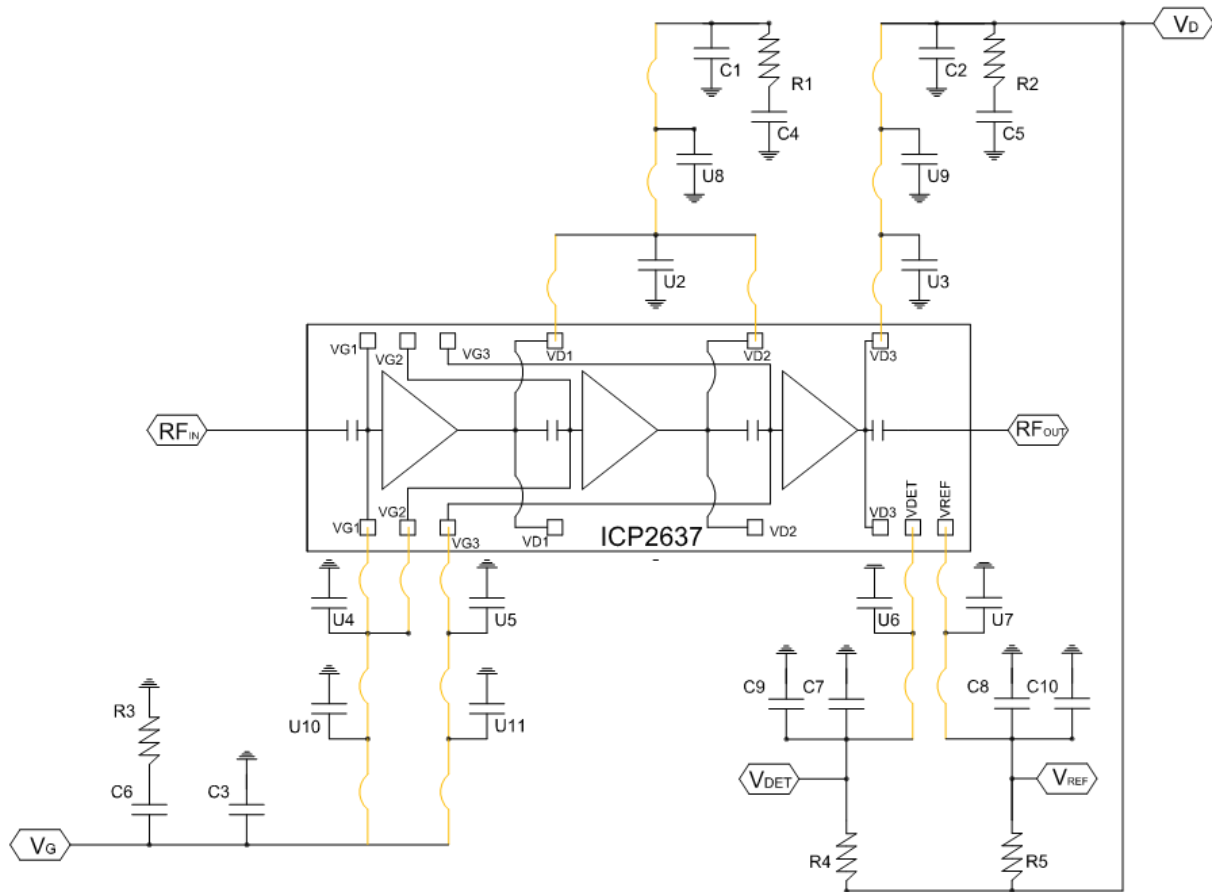 VD
C1
R1
C4
C2
R2
C5
U8
U9
U2
U3
VG1
VG2
VG3
VD1
VD2
VD3
RFIN
RFOUT
VG1
VG2
VG3
VD1
ICP2637
VD2
VD3
VDET
VREF
U4
U5
U6
U7
R3
U10
U11
C9
C7
C8
C10
C6
C3
VDET
VREF
VG
R4
R5